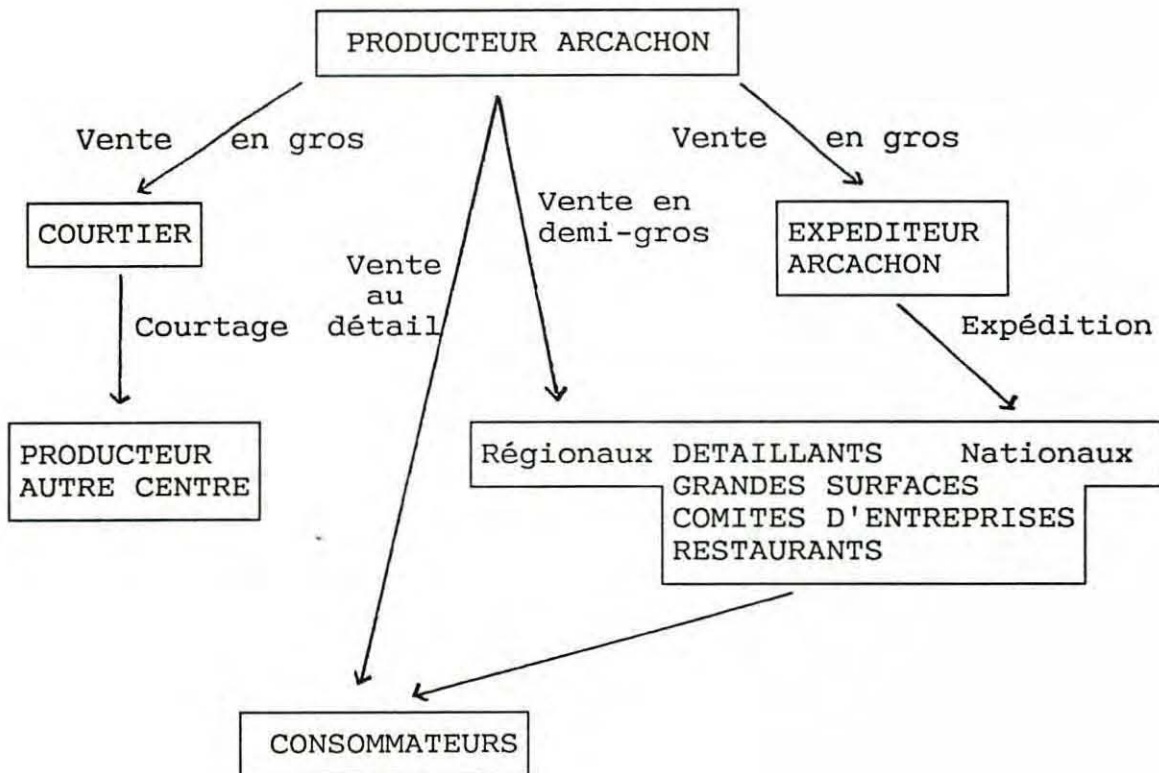 PRODUCTEUR ARCACHON
Vente en gros
Vente en gros
COURTIER
Vente en
demi-gros
EXPEDITEUR
ARCACHON
Vente
au
détail
Courtage
Expédition
PRODUCTEUR
AUTRE CENTRE
Régionaux DETAILLANTS Nationaux
GRANDES SURFACES
COMITES D'ENTREPRISES
RESTAURANTS
CONSOMMATEURS